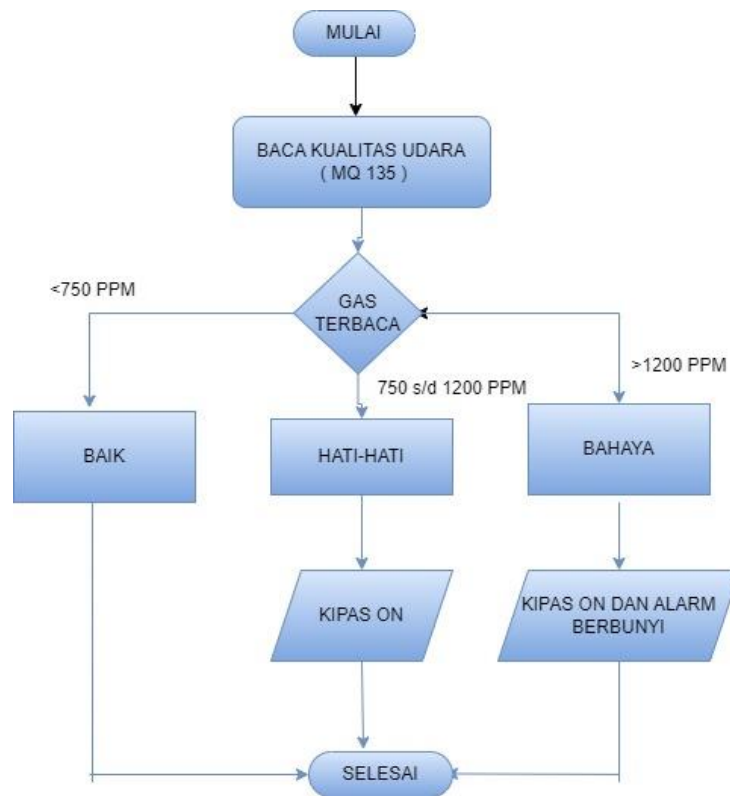 MULAI
BACA KUALITAS UDARA
( MQ 135 )
<750 PPM
GAS
TERBACA
>1200 PPM
750 s/d 1200 PPM
BAIK
HATI-HATI
BAHAYA
KIPAS ON
KIPAS ON DAN ALARM
BERBUNYI
SELESAI